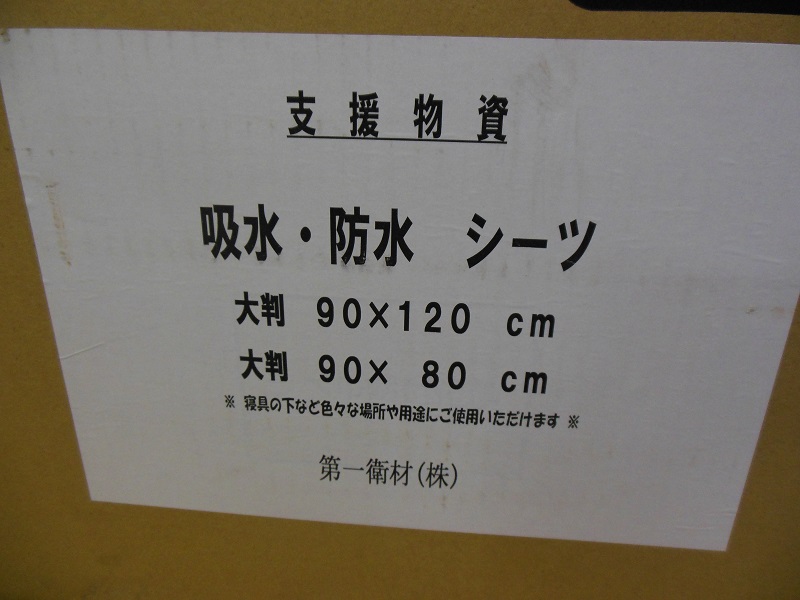 支援物資
吸水・防水 シーツ
大判 90×120 cm
大判 90× 80 cm
※ 寝具の下など色々な場所や用途にご使用いただけます ※
第一衛材(株)